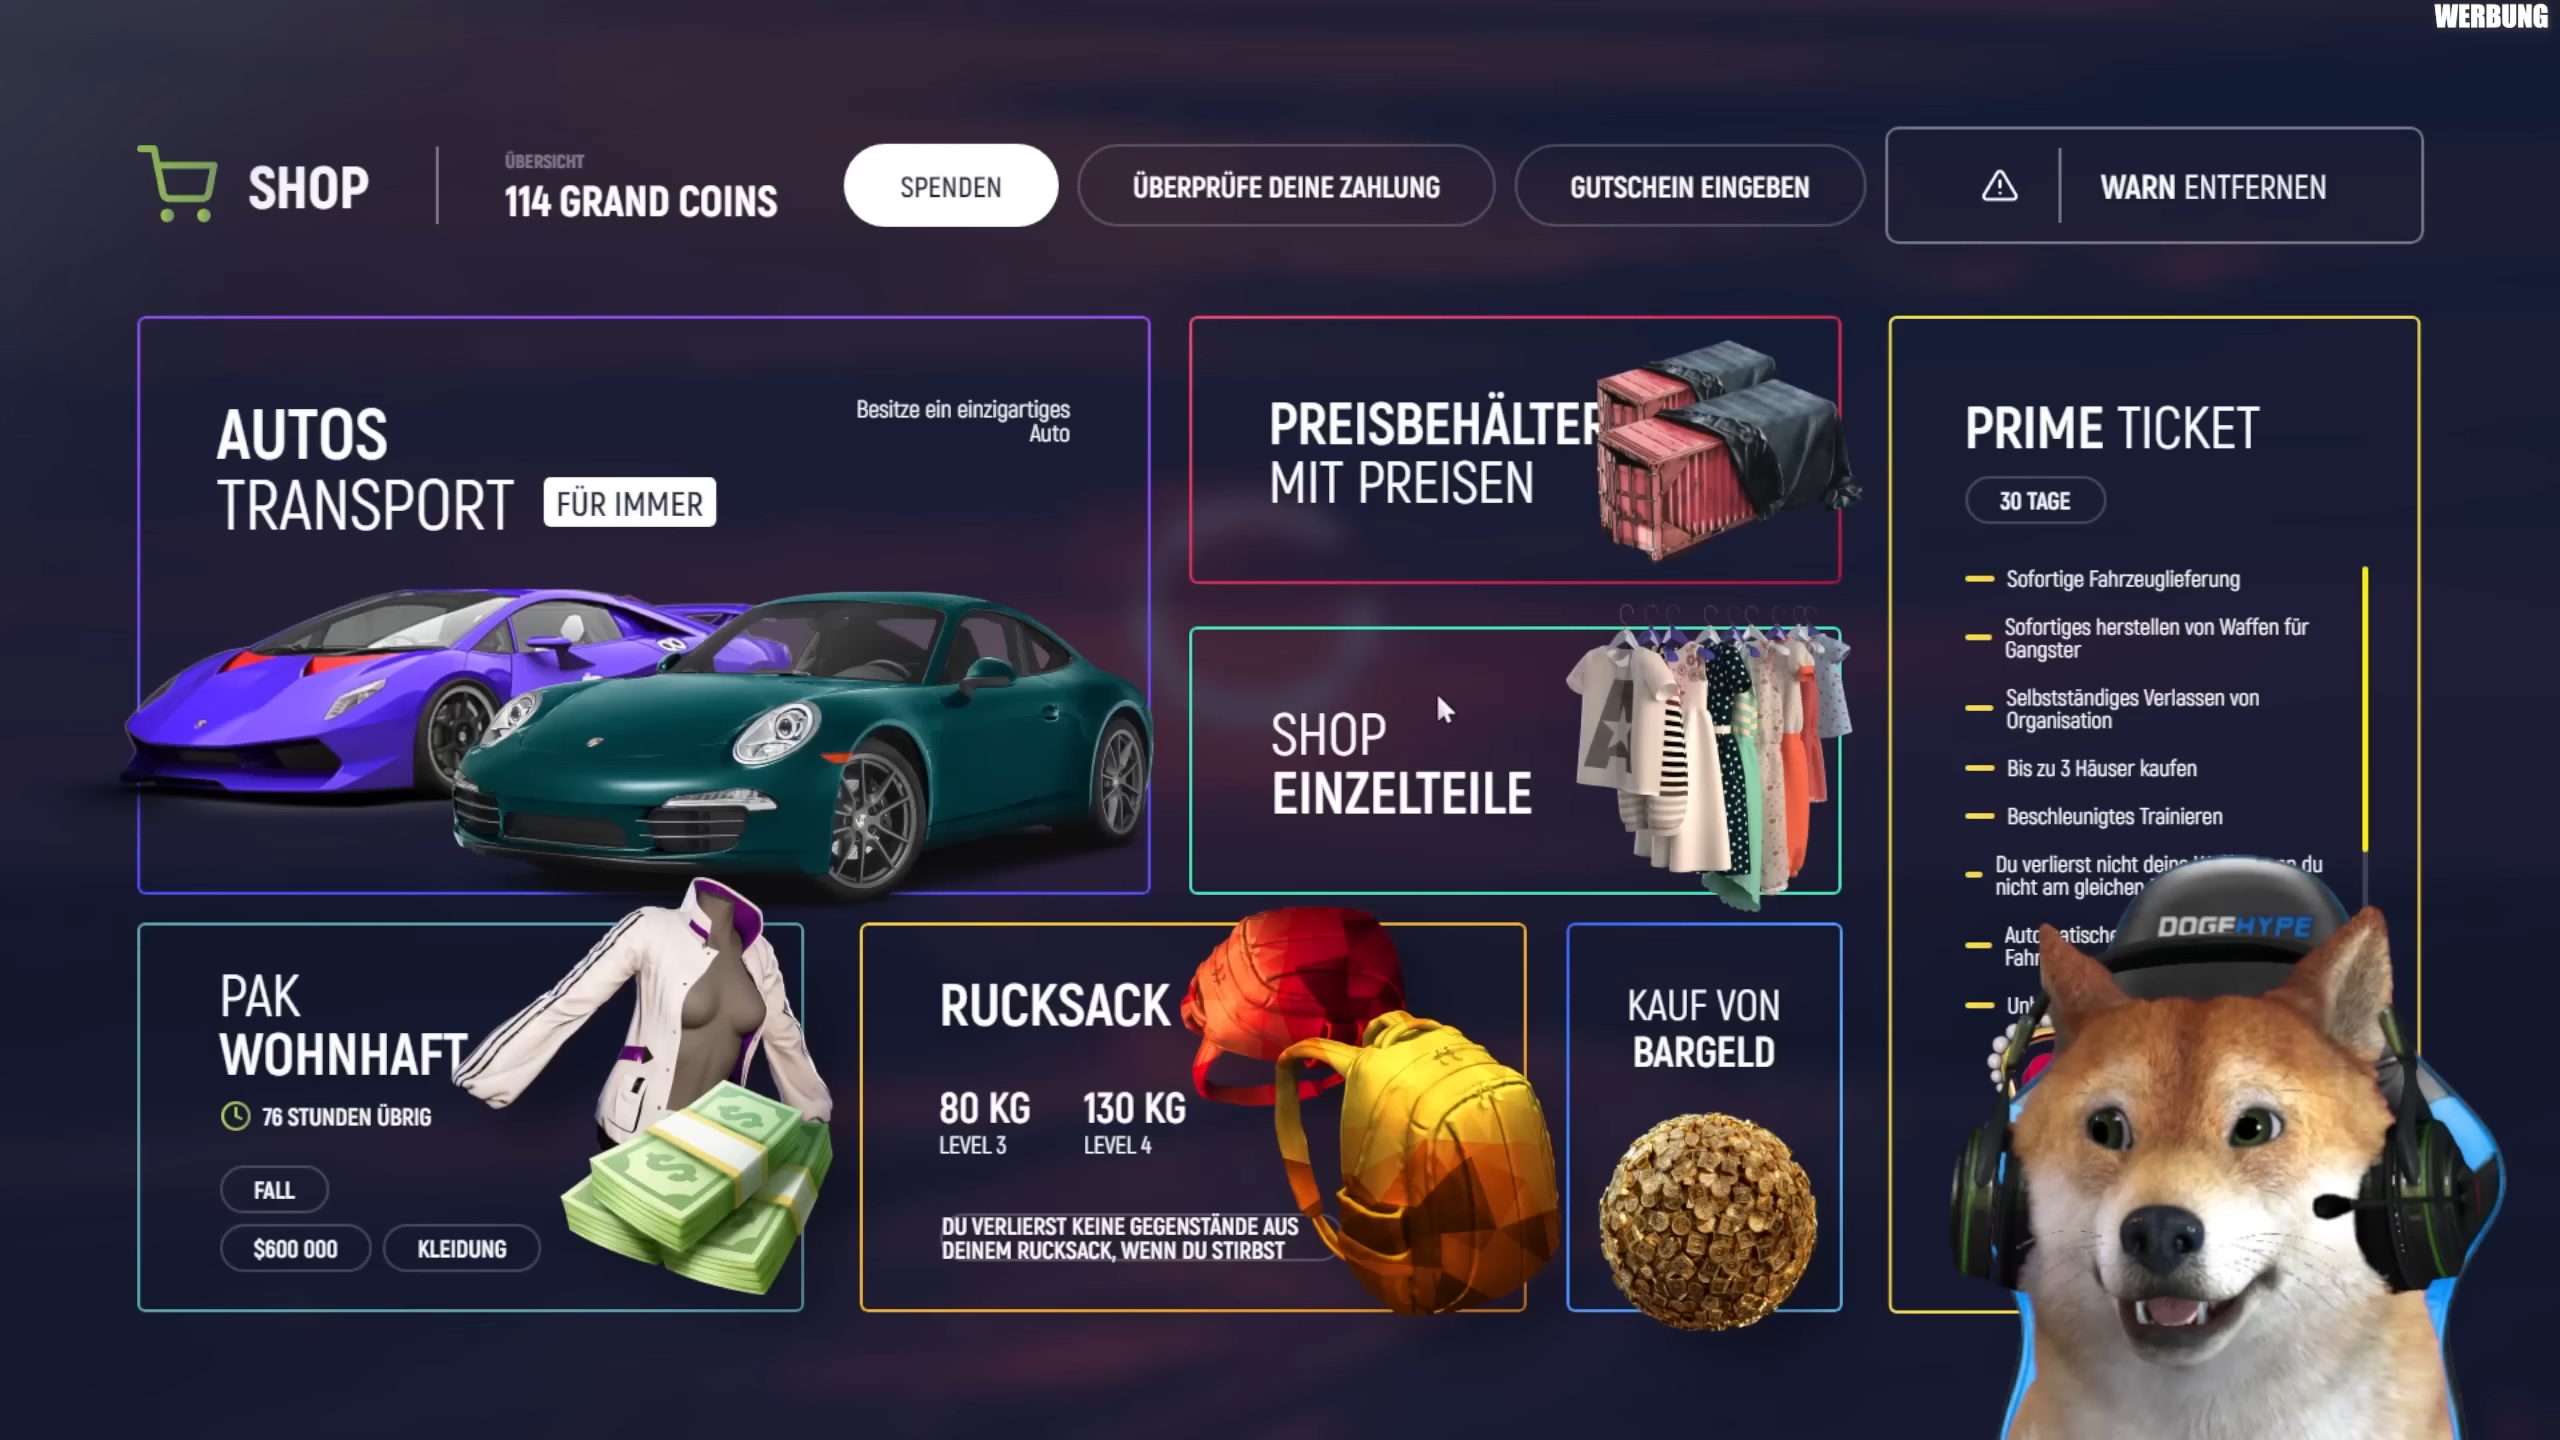 WERBUNG
SHOP
ÜBERSICHT
114 GRAND COINS
SPENDEN
ÜBERPRÜFE DEINE ZAHLUNG
GUTSCHEIN EINGEBEN
WARN ENTFERNEN
AUTOS
TRANSPORT FÜR IMMER
Besitze ein einzigartiges
Auto
PREISBEHÄLTER
MIT PREISEN
SHOP
EINZELTEILE
PRIME TICKET
30 TAGE
Sofortige Fahrzeuglieferung
Sofortiges herstellen von Waffen für
Gangster
Selbstständiges Verlassen von
Organisation
Bis zu 3 Häuser kaufen
Beschleunigtes Trainieren
Du verlierst nicht du
nicht am gleichen
PAK
WOHNHAFT
76 STUNDEN ÜBRIG
FALL
$600 000
KLEIDUNG
RUCKSACK
80 KG
LEVEL 3
130 KG
LEVEL 4
DU VERLIERST KEINE GEGENSTÄNDE AUS
DEINEM RUCKSACK, WENN DU STIRBST
KAUF VON
BARGELD
DOGEHYPE